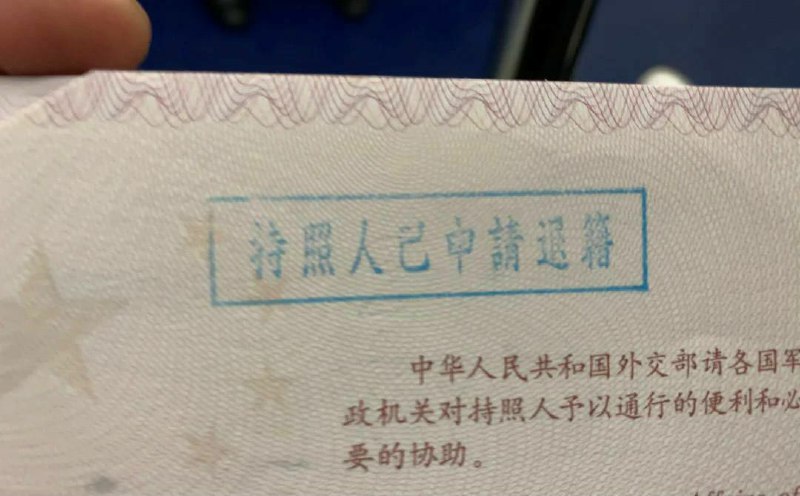 持照人已申請退籍
中华人民共和国外交部请各国军
政机关对持照人予以通行的便利和必
要的协助。